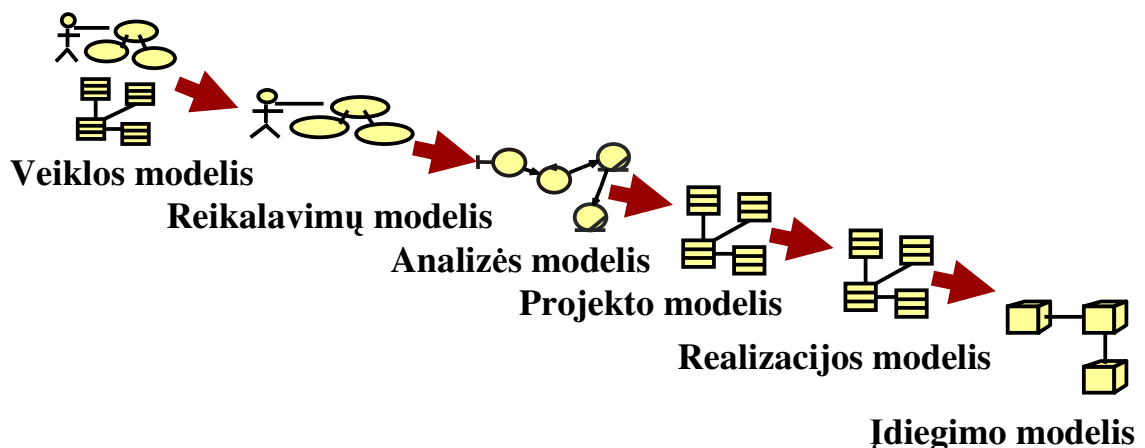 Veiklos modelis
Reikalavimų modelis
Analizės modelis
Projekto modelis
Realizacijos modelis
Įdiegimo modelis